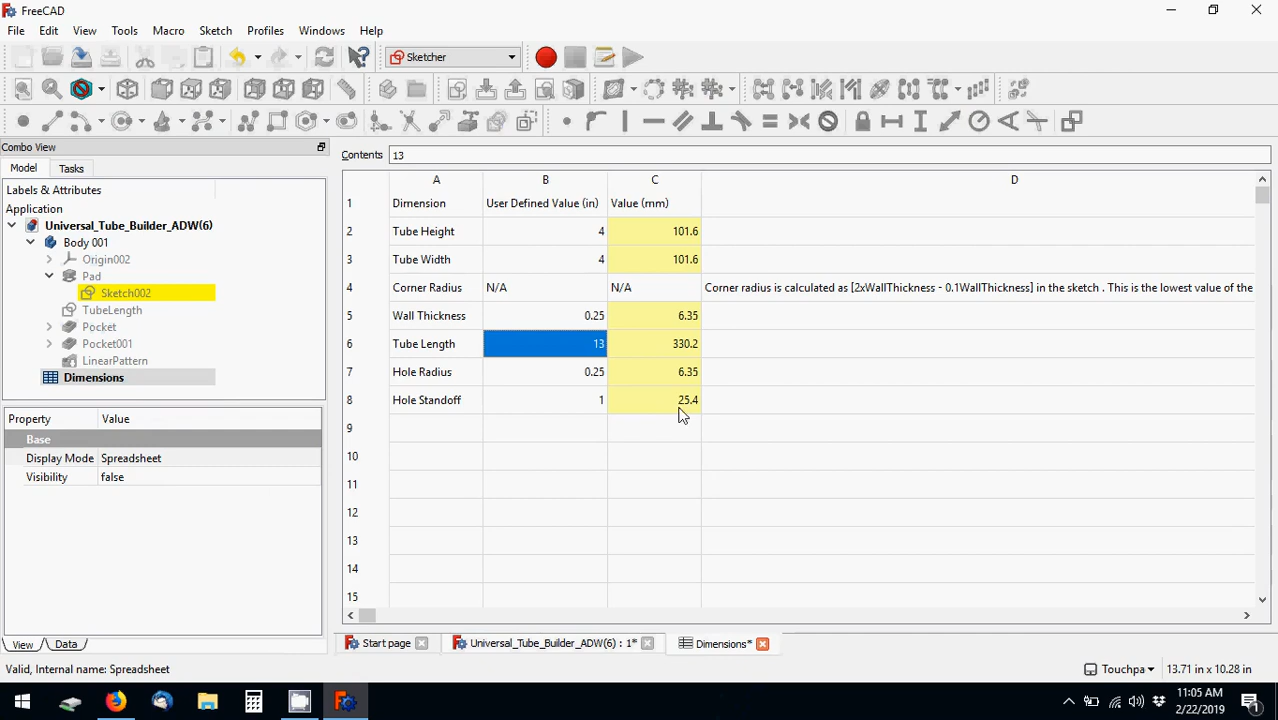 FreeCAD
File Edit View Tools Macro Sketch Profiles Windows Help
Sketcher
Combo View
Model Tasks
Labels & Attributes
Application
Universal_Tube_Builder_ADW(6)
Body 001
Origin002
Pad
Sketch002
TubeLength
Pocket
Pocket001
LinearPattern
Dimensions
Property Value
Base
Display Mode Spreadsheet
Visibility false
View Data
Contents 13
A B C D
1 Dimension User Defined Value (in) Value (mm)
2 Tube Height 4 101.6
3 Tube Width 4 101.6
4 Corner Radius N/A N/A Corner radius is calculated as [2xWallThickness - 0.1WallThickness] in the sketch . This is the lowest value of the
5 Wall Thickness 0.25 6.35
6 Tube Length 13 330.2
7 Hole Radius 0.25 6.35
8 Hole Standoff 1 25.4
9
10
11
12
13
14
15
Start page Universal_Tube_Builder_ADW(6) : 1* Dimensions*
Valid, Internal name: Spreadsheet Touchpa 13.71 in x 10.28 in
11:05 AM
2/22/2019